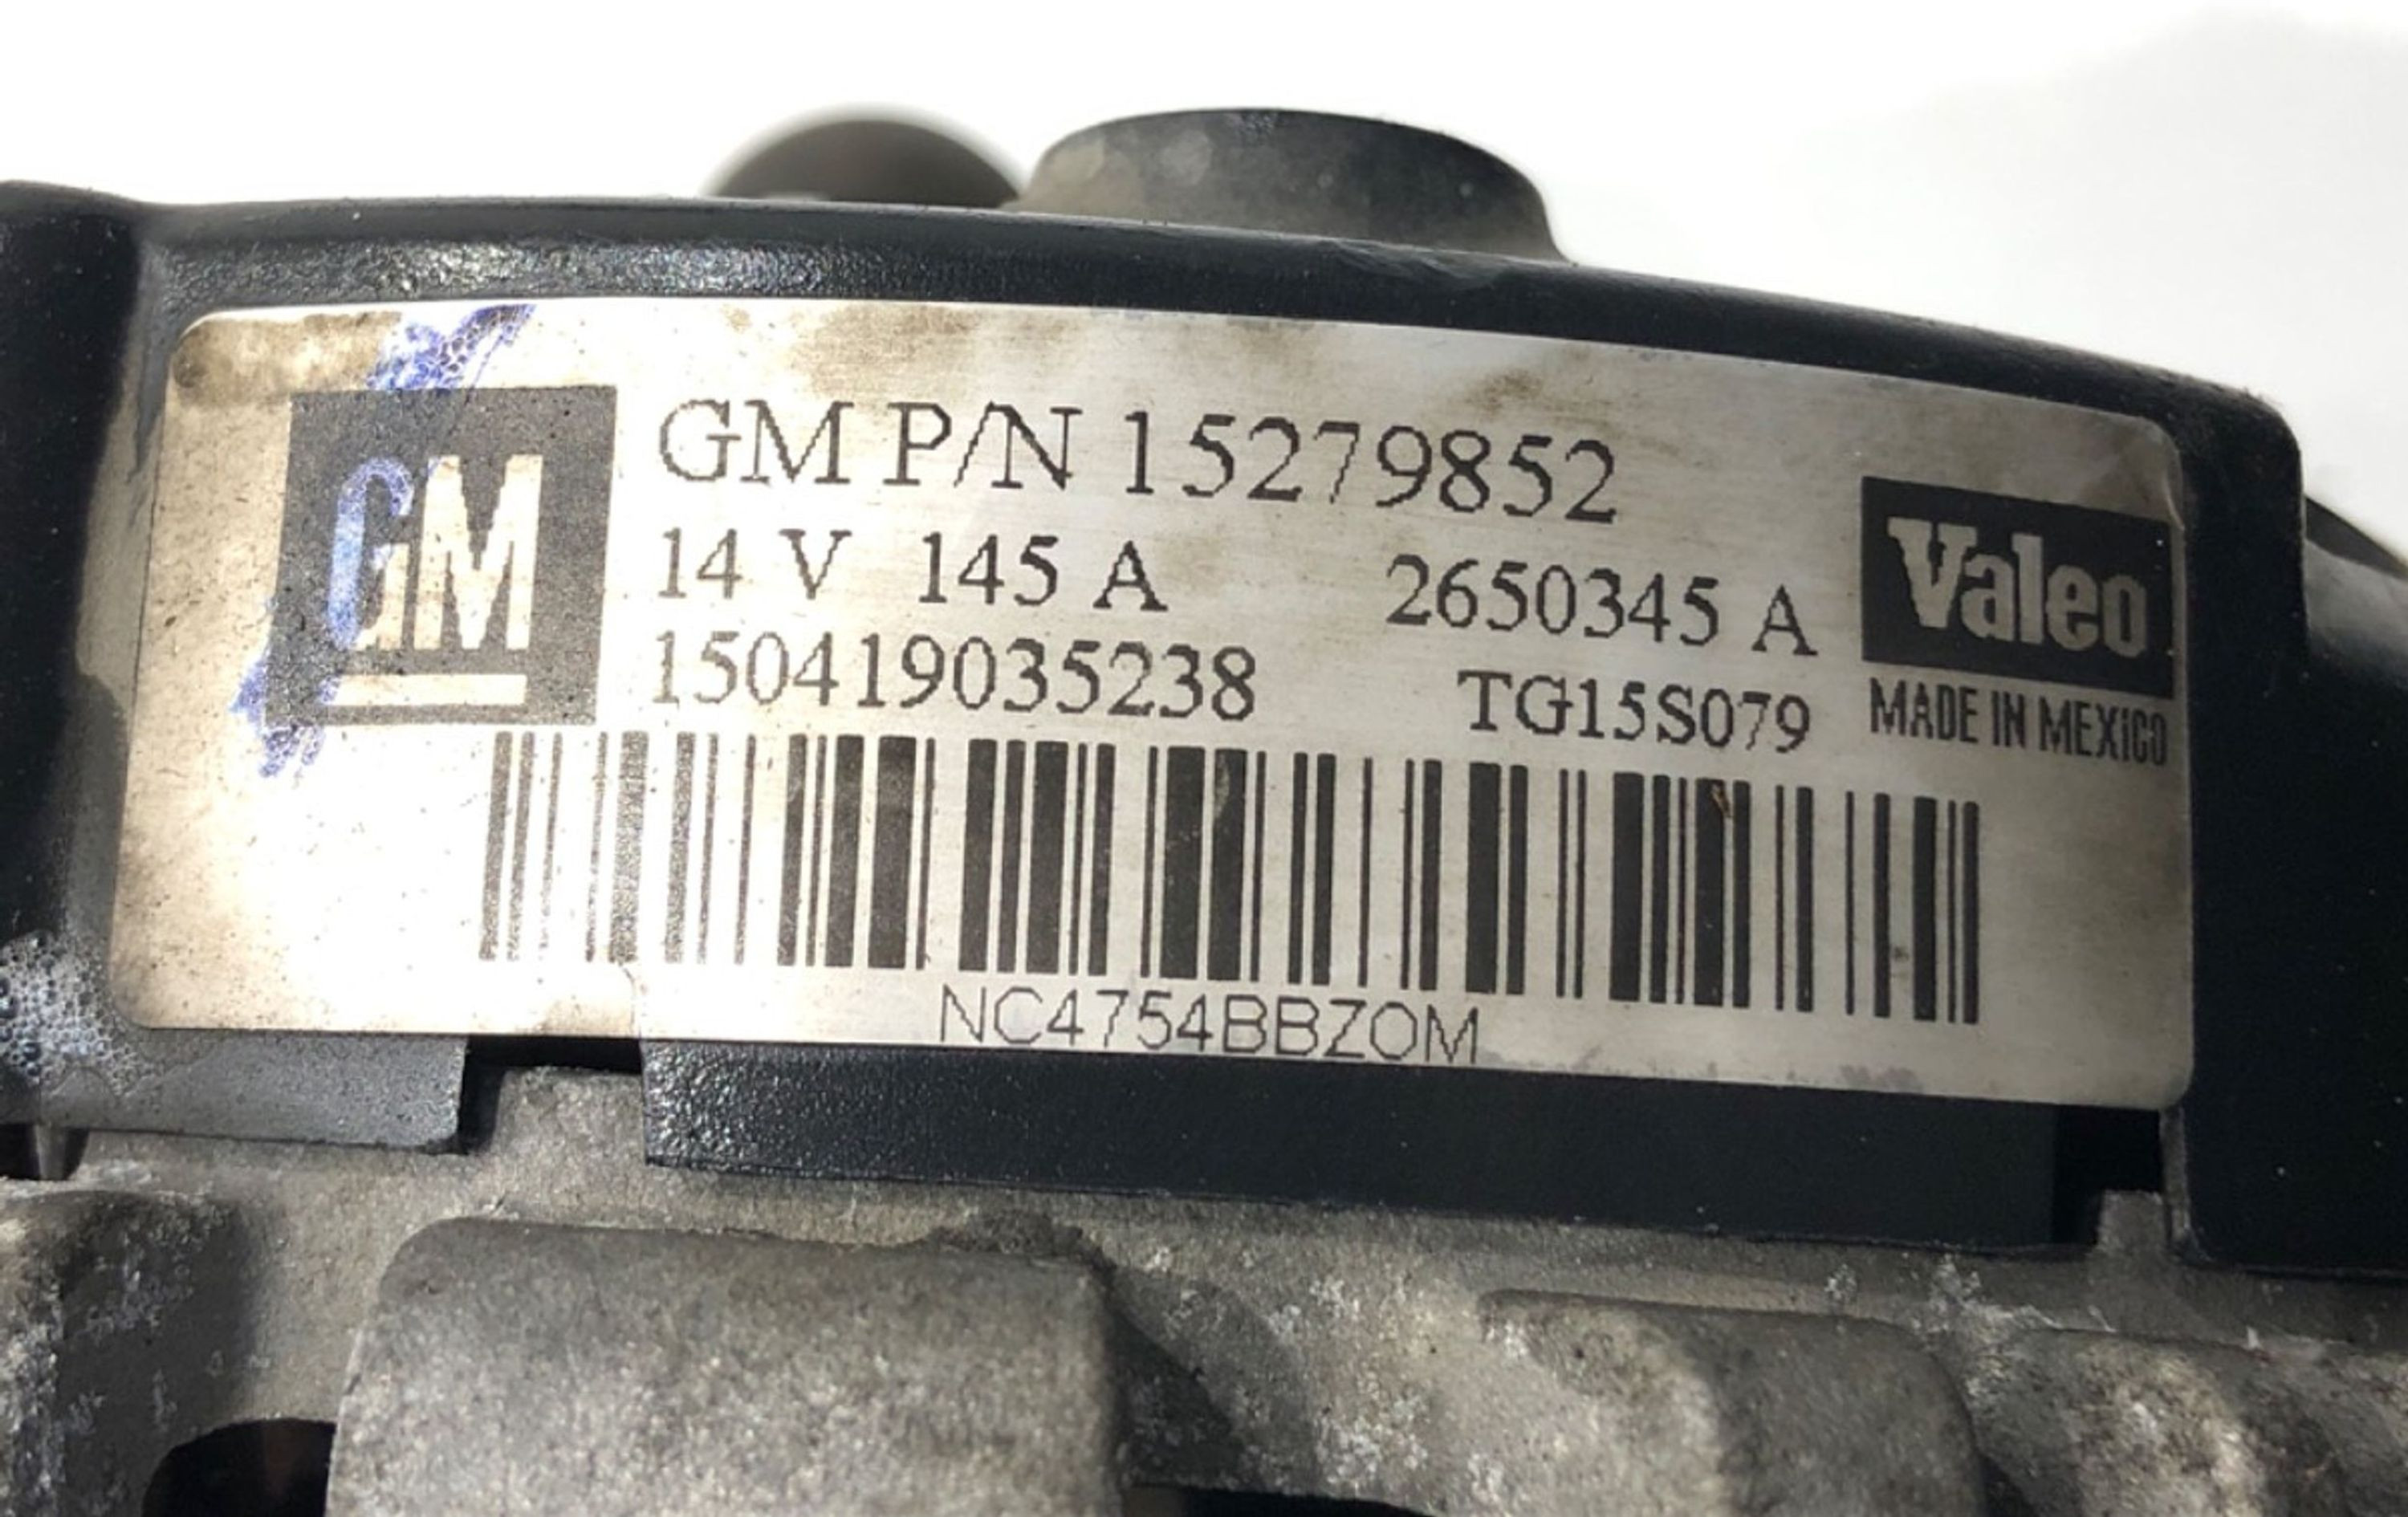 GM
GM P/N 15279852
14 V 145 A 2650345 A
150419035238 TG15S079
Valeo
MADE IN MEXICO
NC4754BBZOM